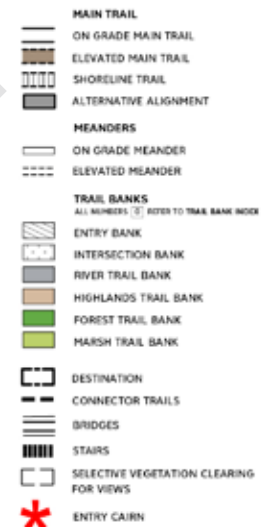 MAIN TRAIL
ON GRADE MAIN TRAIL
ELEVATED MAIN TRAIL
SHORELINE TRAIL
ALTERNATIVE ALIGNMENT
MEANDERS
ON GRADE MEANDER
ELEVATED MEANDER
TRAIL BANKS
ALL NUMBERS 0 REFER TO TRAIL BANK INDEX
ENTRY BANK
INTERSECTION BANK
RIVER TRAIL BANK
HIGHLANDS TRAIL BANK
FOREST TRAIL BANK
MARSH TRAIL BANK
DESTINATION
CONNECTOR TRAILS
BRIDGES
STAIRS
SELECTIVE VEGETATION CLEARING
FOR VIEWS
ENTRY CAIRN